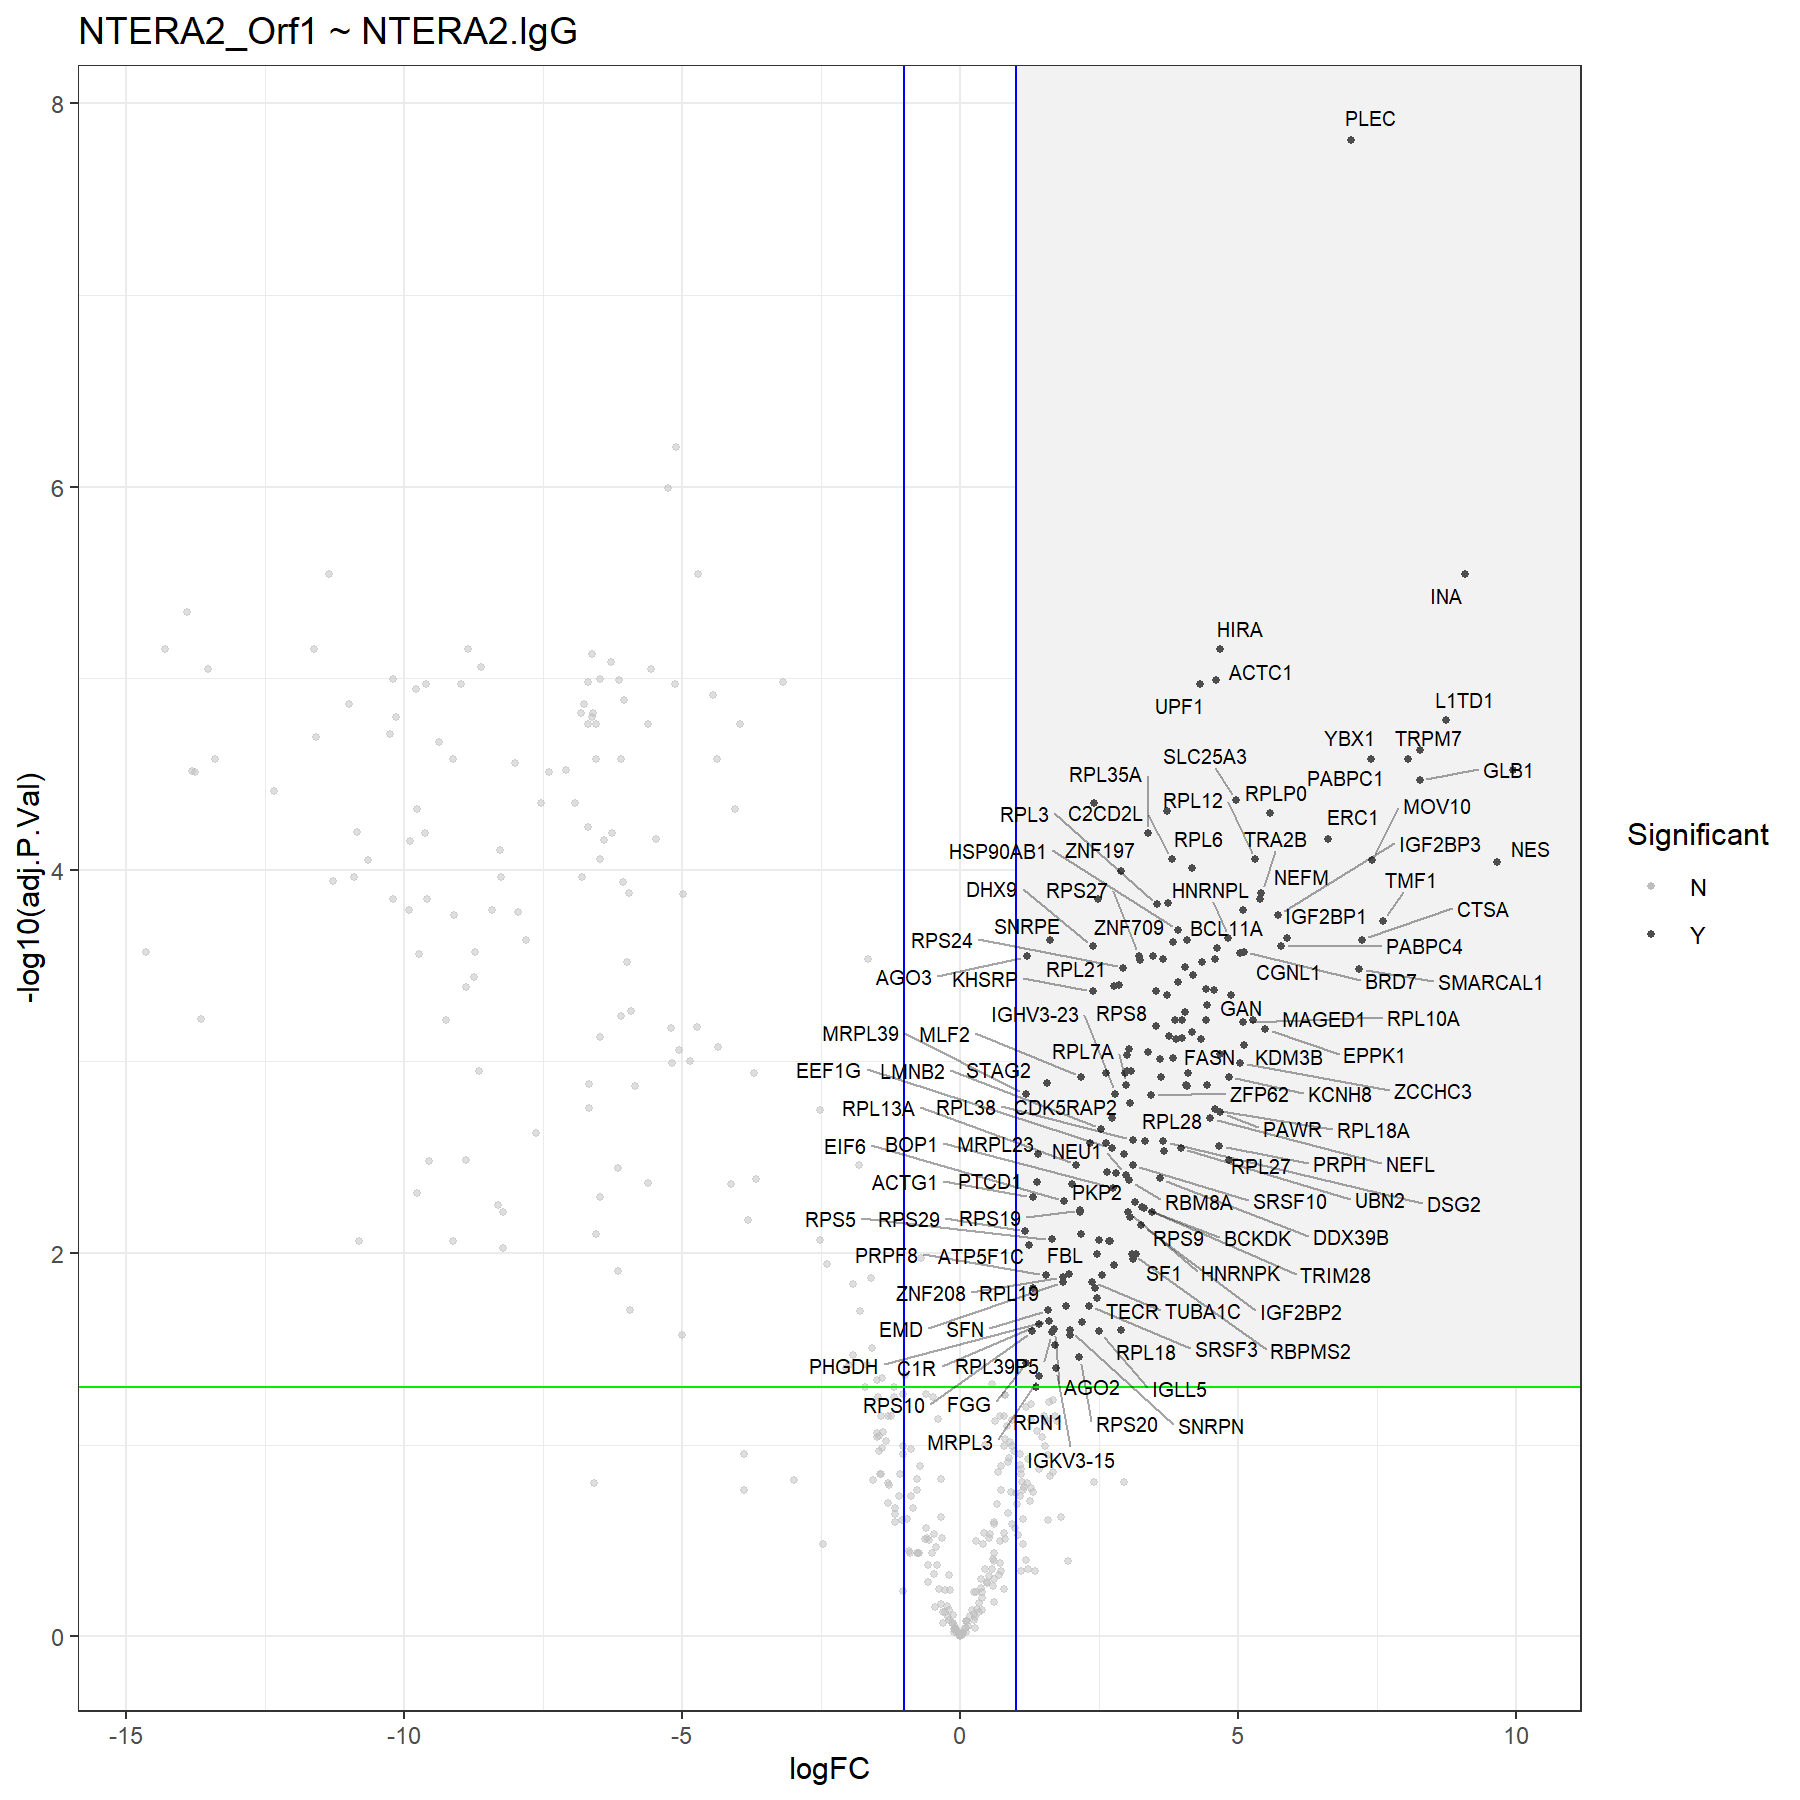 NTERA2_Orf1 ~ NTERA2.IgG
-log10(adj.P.Val)
8
6
4
2
0
PLEC
INA
HIRA
ACTC1
UPF1
L1TD1
YBX1
TRPM7
SLC25A3
RPL35A
PABPC1
GLB1
RPL12
RPLP0
MOV10
RPL3
C2CD2L
ERC1
RPL6
TRA2B
IGF2BP3
HSP90AB1
ZNF197
NES
DHX9
RPS27
HNRNPL
NEFM
TMF1
CTSA
SNRPE
ZNF709
BCL11A
IGF2BP1
RPS24
PABPC4
AGO3
KHSRP
RPL21
CGNL1
BRD7
SMARCAL1
IGHV3-23
RPS8
GAN
MAGED1
RPL10A
MRPL39
MLF2
RPL7A
FASN
KDM3B
EPPK1
EEF1G
LMNB2
STAG2
ZFP62
KCNH8
ZCCHC3
RPL13A
RPL38
CDK5RAP2
RPL28
PAWR
RPL18A
EIF6
BOP1
MRPL23
NEU1
RPL27
PRPH
NEFL
ACTG1
PTCD1
PKP2
RBM8A
SRSF10
UBN2
DSG2
RPS5
RPS29
RPS19
RPS9
BCKDK
DDX39B
PRPF8
ATP5F1C
FBL
SF1
HNRNPK
TRIM28
ZNF208
RPL19
TECR
TUBA1C
IGF2BP2
EMD
SFN
RPL18
SRSF3
RBPMS2
PHGDH
C1R
RPL39P5
AGO2
IGLL5
RPS10
FGG
RPN1
RPS20
SNRPN
MRPL3
IGKV3-15
-15
-10
-5
0
5
10
logFC
Significant
N
Y